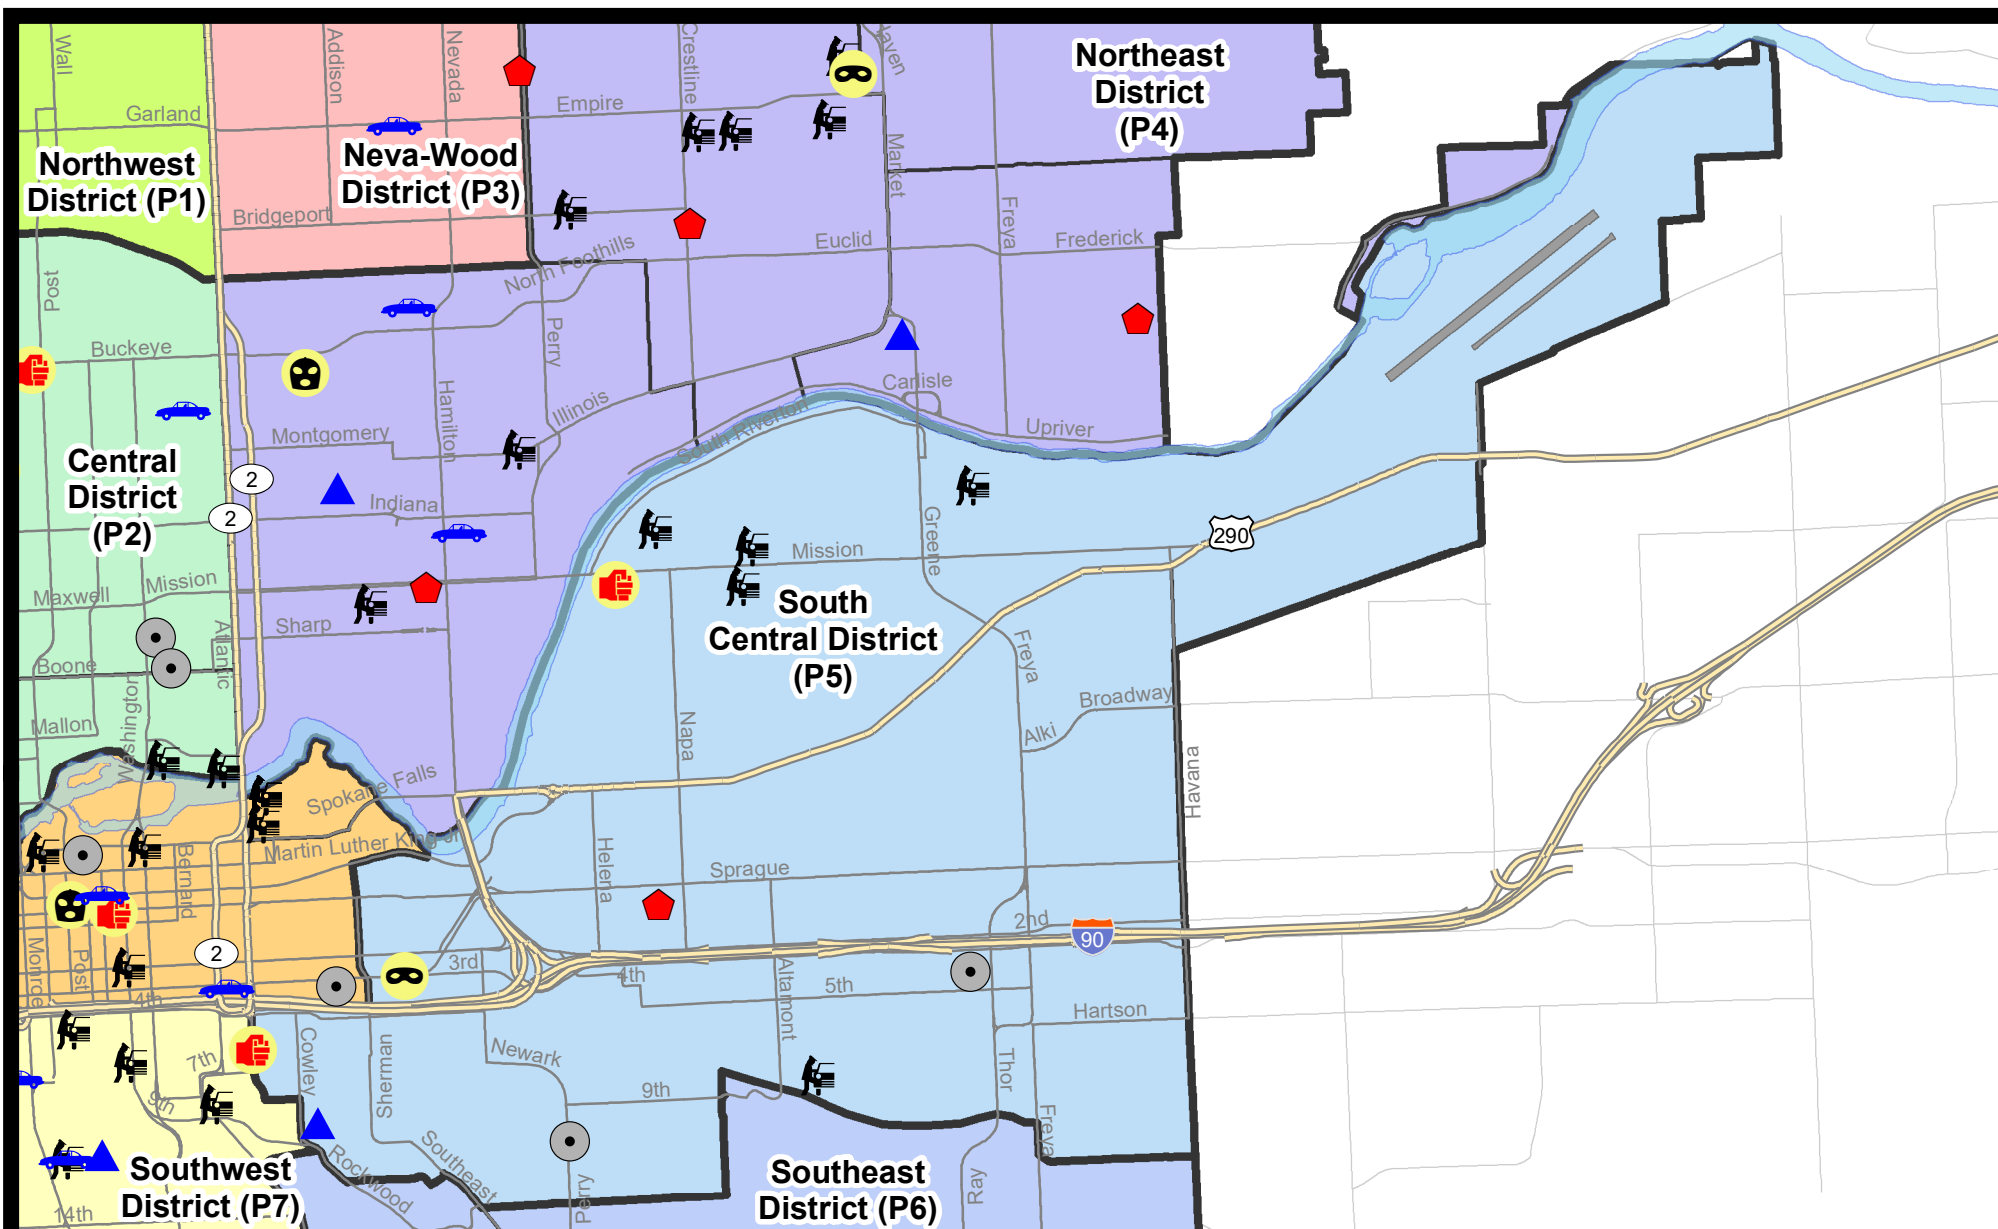 Wall
Addison
Nevada
Crestline
Haven
Northeast
District
(P4)
Garland
Empire
Northwest
District (P1)
Neva-Wood
District (P3)
Market
Bridgeport
Freya
Euclid
Frederick
North Foothills
Post
Buckeye
Perry
Hamilton
Illinois
Carlisle
Montgomery
South Riverton
Upriver
Central
District
(P2)
2
2
Indiana
Greene
290
Mission
Mission
Maxwell
South
Central District
(P5)
Sharp
Atlantic
Boone
Freya
Washington
Broadway
Mallon
Napa
Alki
Havana
Spokane Falls
Martin Luther King Jr
Bernard
Helena
Sprague
2nd
90
Monroe
Post
2
3rd
4th
4th
Altamont
5th
Hartson
Cowley
Sherman
Newark
7th
Thor
9th
9th
Freya
Southeast
Rockwood
Southwest
District (P7)
Southeast
District (P6)
Ray
Perry
14th